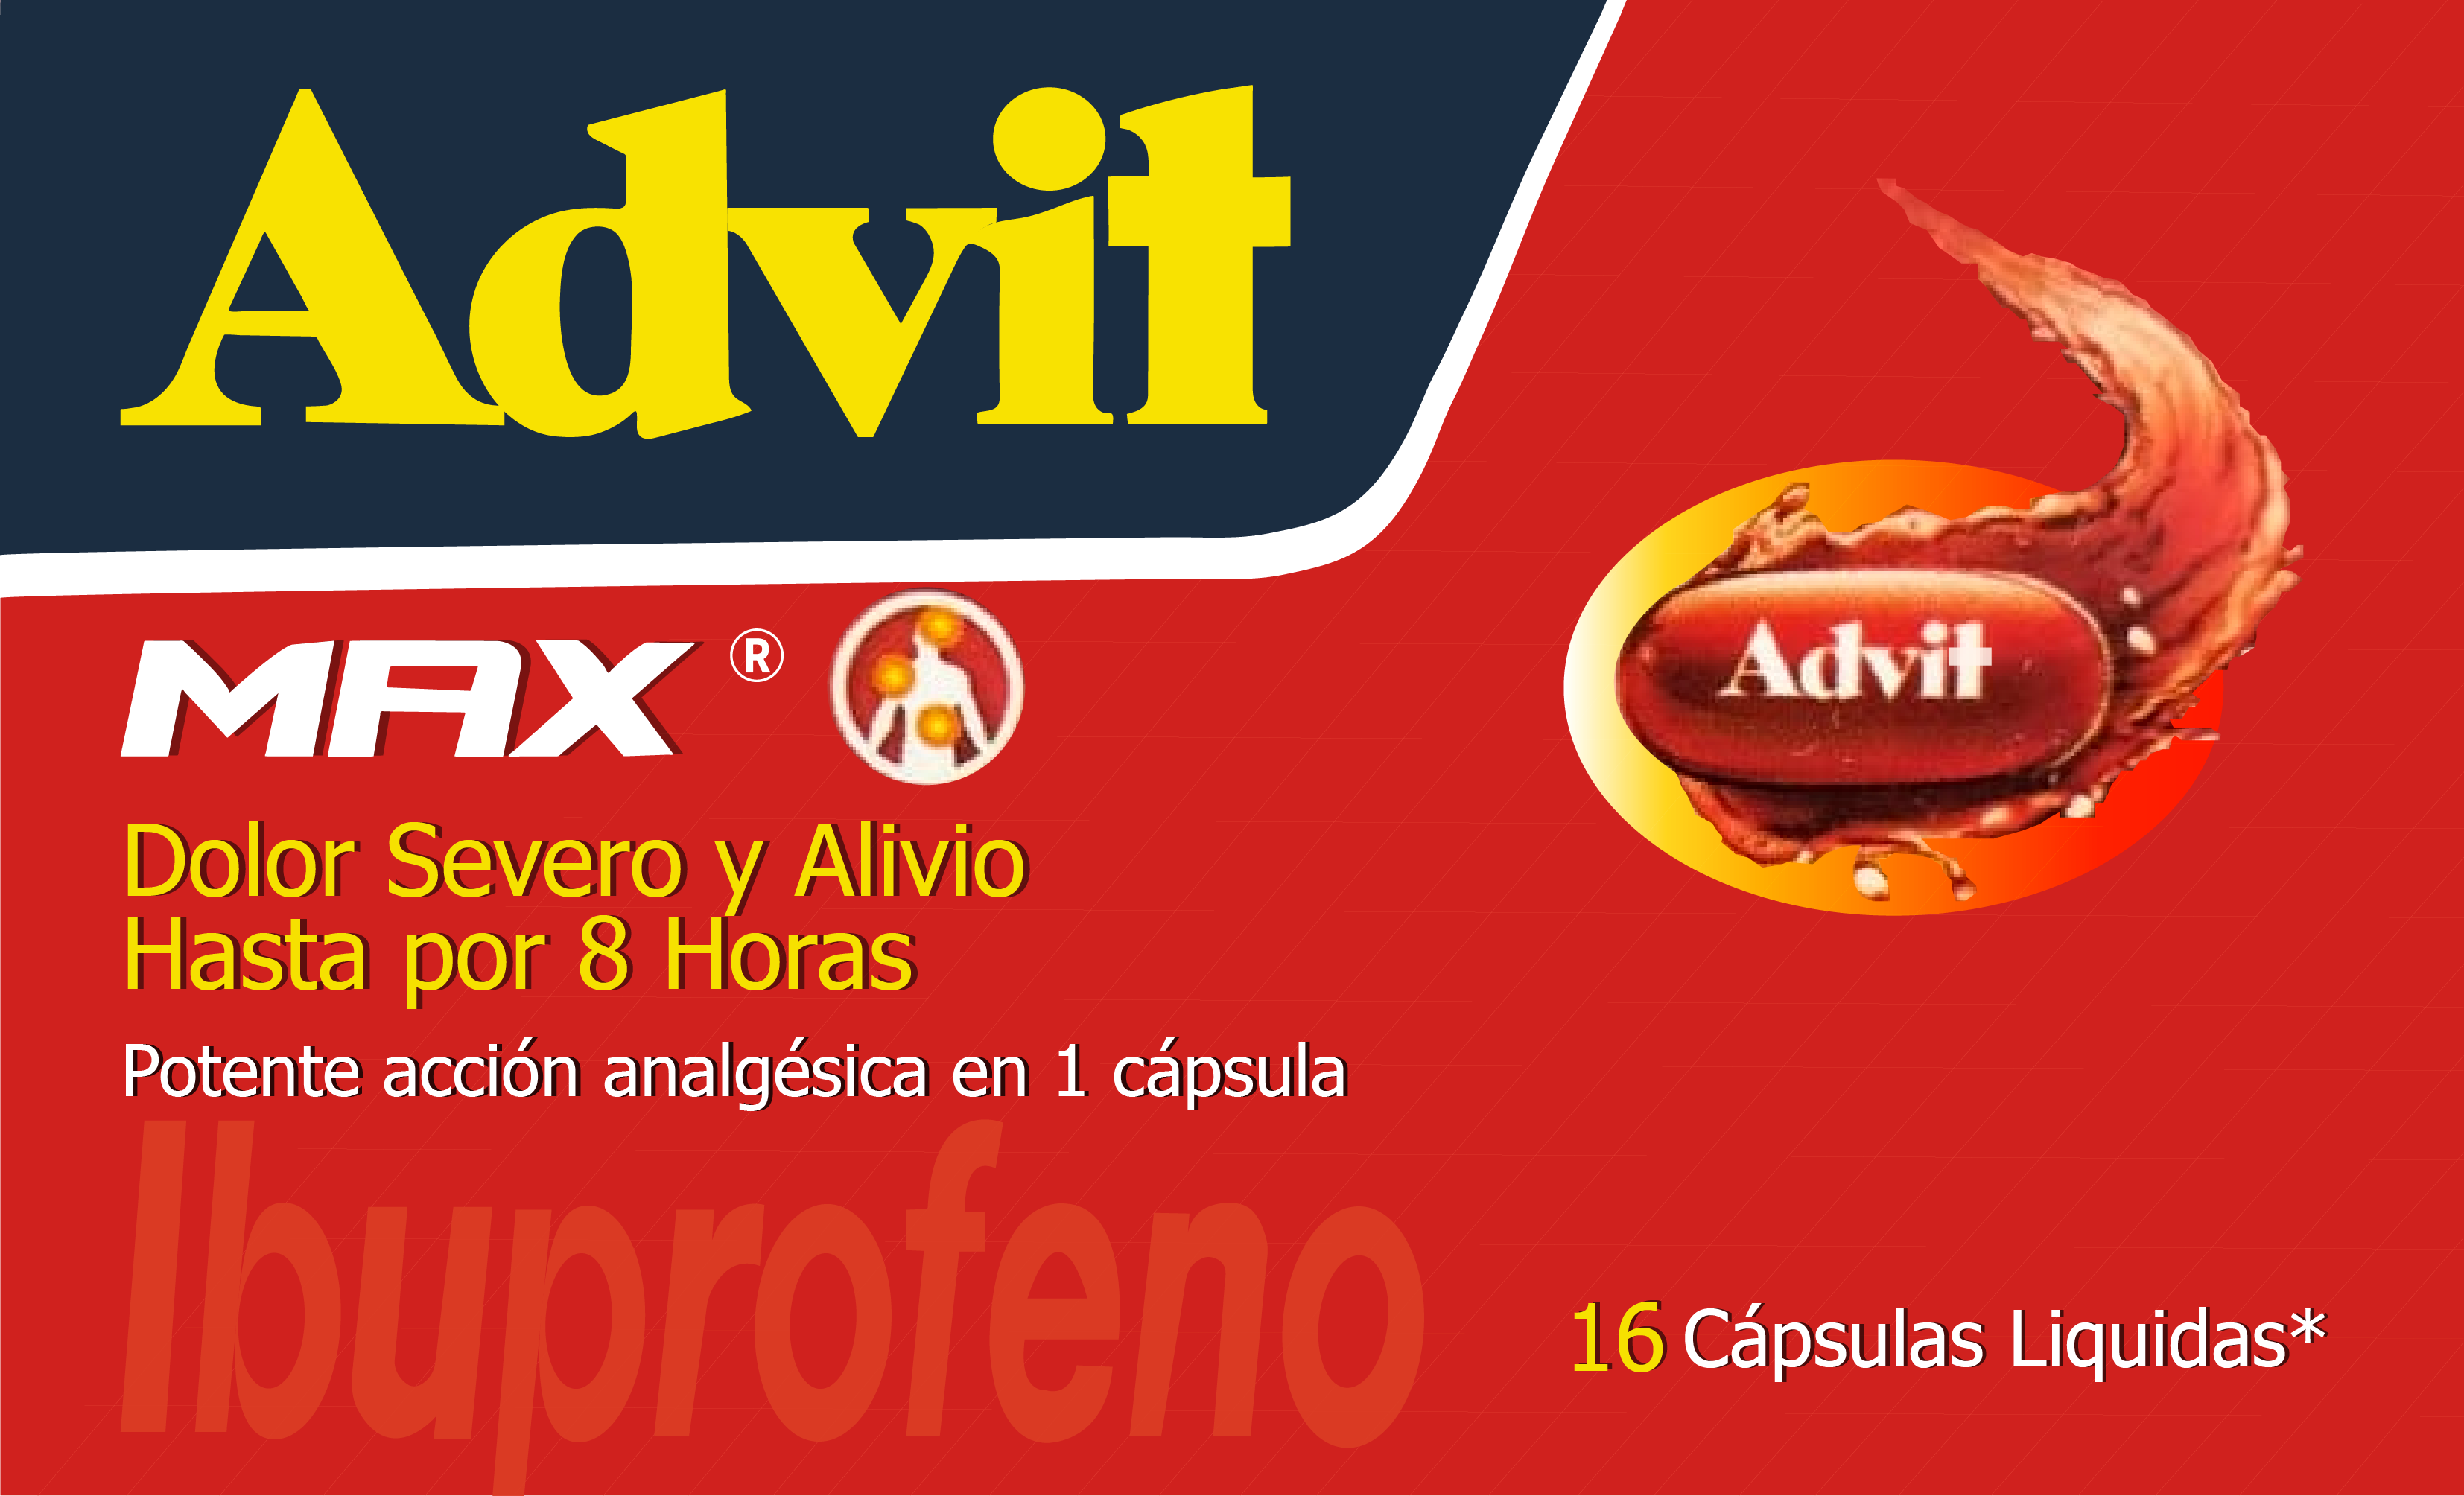 Advit
MAX ®
Advit
Dolor Severo y Alivio
Hasta por 8 Horas
Potente acción analgésica en 1 cápsula
Ibuprofeno
16 Cápsulas Liquidas*